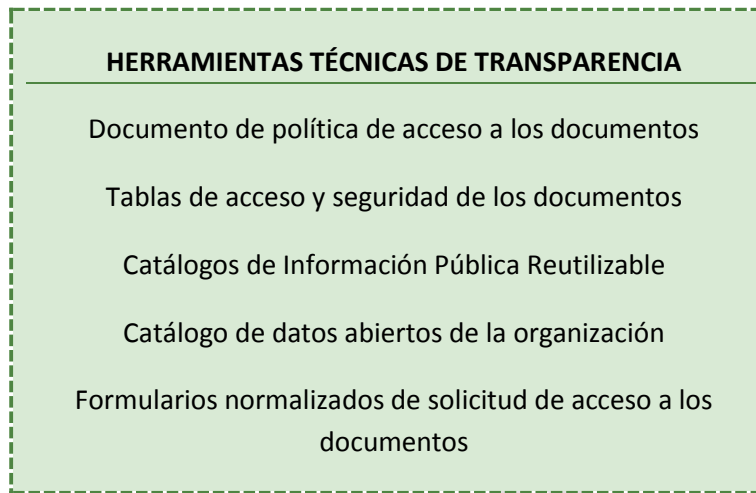 HERRAMIENTAS TÉCNICAS DE TRANSPARENCIA
Documento de política de acceso a los documentos
Tablas de acceso y seguridad de los documentos
Catálogos de Información Pública Reutilizable
Catálogo de datos abiertos de la organización
Formularios normalizados de solicitud de acceso a los
documentos